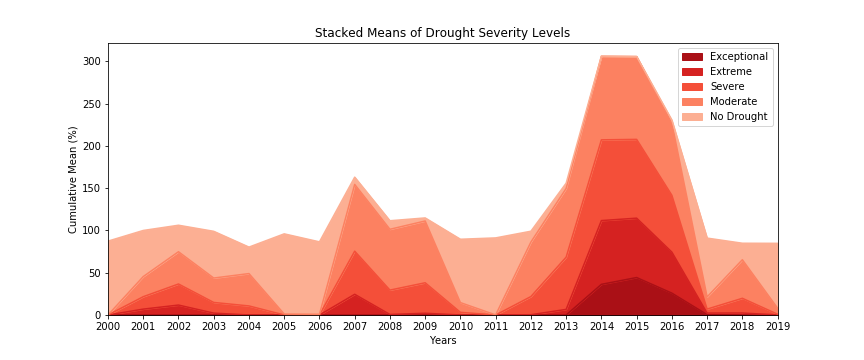 Stacked Means of Drought Severity Levels
Exceptional
Extreme
Severe
Moderate
No Drought
Cumulative Mean (%)
300
250
200
150
100
50
0
2000 2001 2002 2003 2004 2005 2006 2007 2008 2009 2010 2011 2012 2013 2014 2015 2016 2017 2018 2019
Years